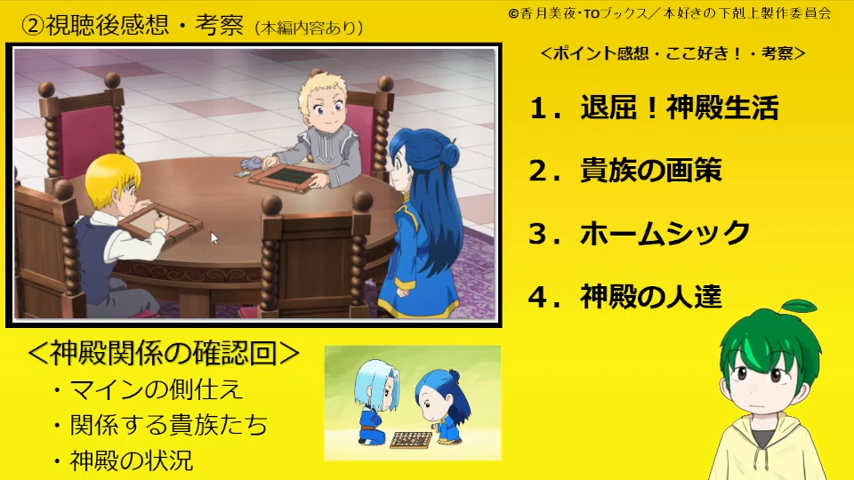 ②視聴後感想・考察（本編内容あり）
©香月美夜・TOブックス／本好きの下剋上製作委員会
＜ポイント感想・ここ好き！・考察＞
１．退屈！神殿生活
２．貴族の画策
３．ホームシック
４．神殿の人達
＜神殿関係の確認回＞
・マインの側仕え
・関係する貴族たち
・神殿の状況